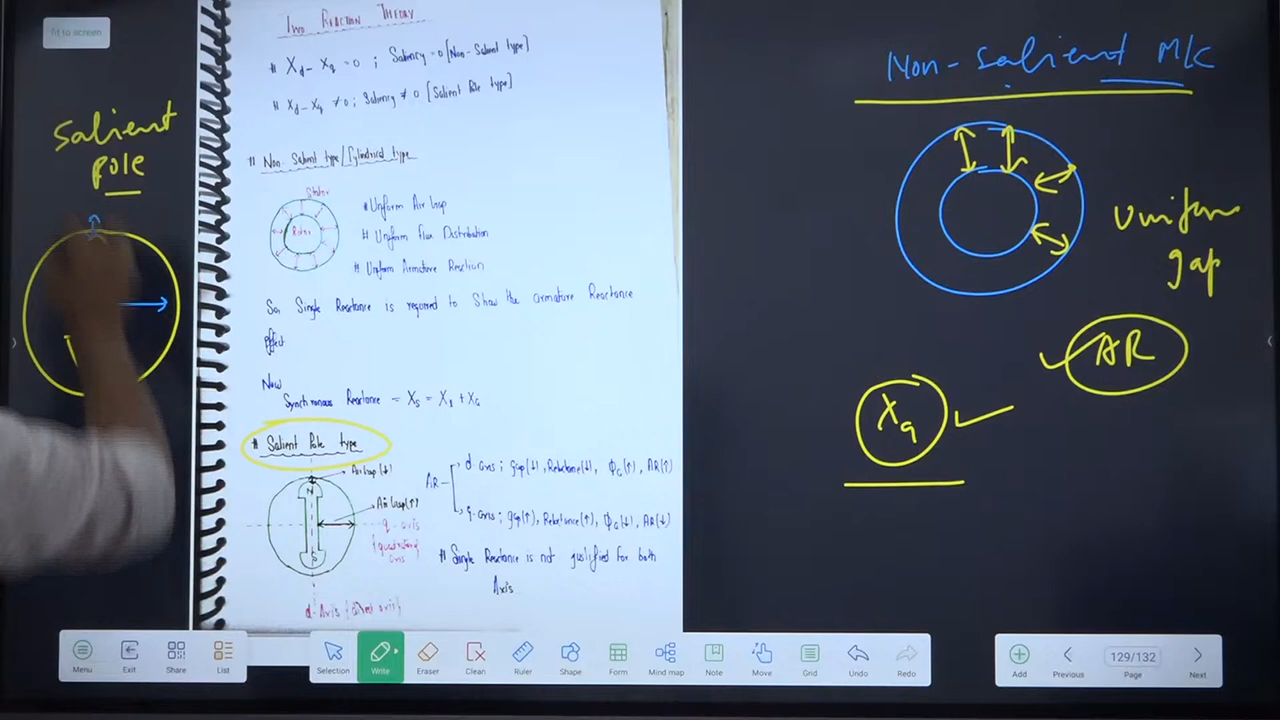 fit to screen
Salient
pole
TWO REACTION THEORY
# Xd - Xq = 0 ; Saliency = 0 [Non-Salient type]
# Xd - Xq ≠ 0 ; Saliency ≠ 0 [Salient Pole type]
# Non Salient type/Cylindrical type
Stator
Rotor
# Uniform Air Gap
# Uniform flux Distribution
# Uniform Armature Reaction
So, Single Reactance is required to Show the armature Reactance
effect
Now
Synchronous Reactance = Xs = Xl + Xa
# Salient Pole type
Air Gap (↓)
N
Air Gap (↑)
q - axis
{quadrature
axis
S
d-Axis {direct axis}
AR
d axis ; gap(↓), Reluctance(↓), Φa(↑), AR(↑)
q-axis ; gap(↑), Reluctance(↑), Φa(↓), AR(↓)
# Single Reactance is not justified for both
Axis
Non-Salient M/C
Uniform
gap
AR
Xa
Menu
Exit
Share
List
Selection
Write
Eraser
Clean
Ruler
Shape
Form
Mind map
Note
Move
Grid
Undo
Redo
Add
Previous
129/132
Page
Next